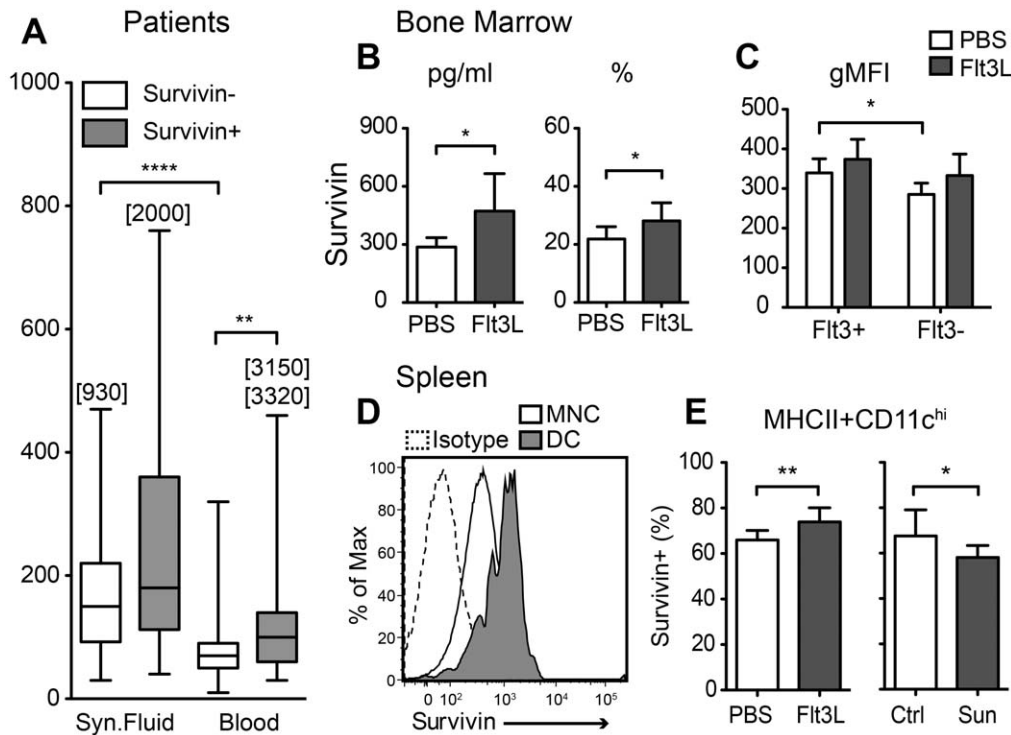 A
Patients
1000
800
600
400
200
0
Survivin-
Survivin+
****
[2000]
**
[930]
[3150]
[3320]
Syn.Fluid
Blood
Bone Marrow
B
pg/ml
%
Survivin
900
600
300
0
*
PBS
Flt3L
60
40
20
0
*
PBS
Flt3L
C
gMFI
PBS
Flt3L
500
400
300
200
100
0
*
Flt3+
Flt3-
Spleen
D
MNC
Isotype
DC
% of Max
100
80
60
40
20
0
0
10²
10³
10⁴
10⁵
Survivin
E
MHCII+CD11cʰⁱ
Survivin+ (%)
100
80
60
40
20
0
**
PBS
Flt3L
*
Ctrl
Sun